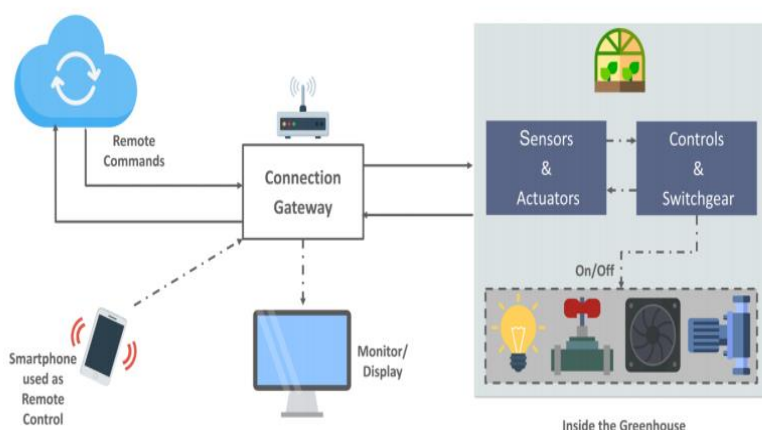 Remote
Commands
Connection
Gateway
Sensors
&
Actuators
Controls
&
Switchgear
On/Off
Smartphone
used as
Remote
Control
Monitor/
Display
Inside the Greenhouse